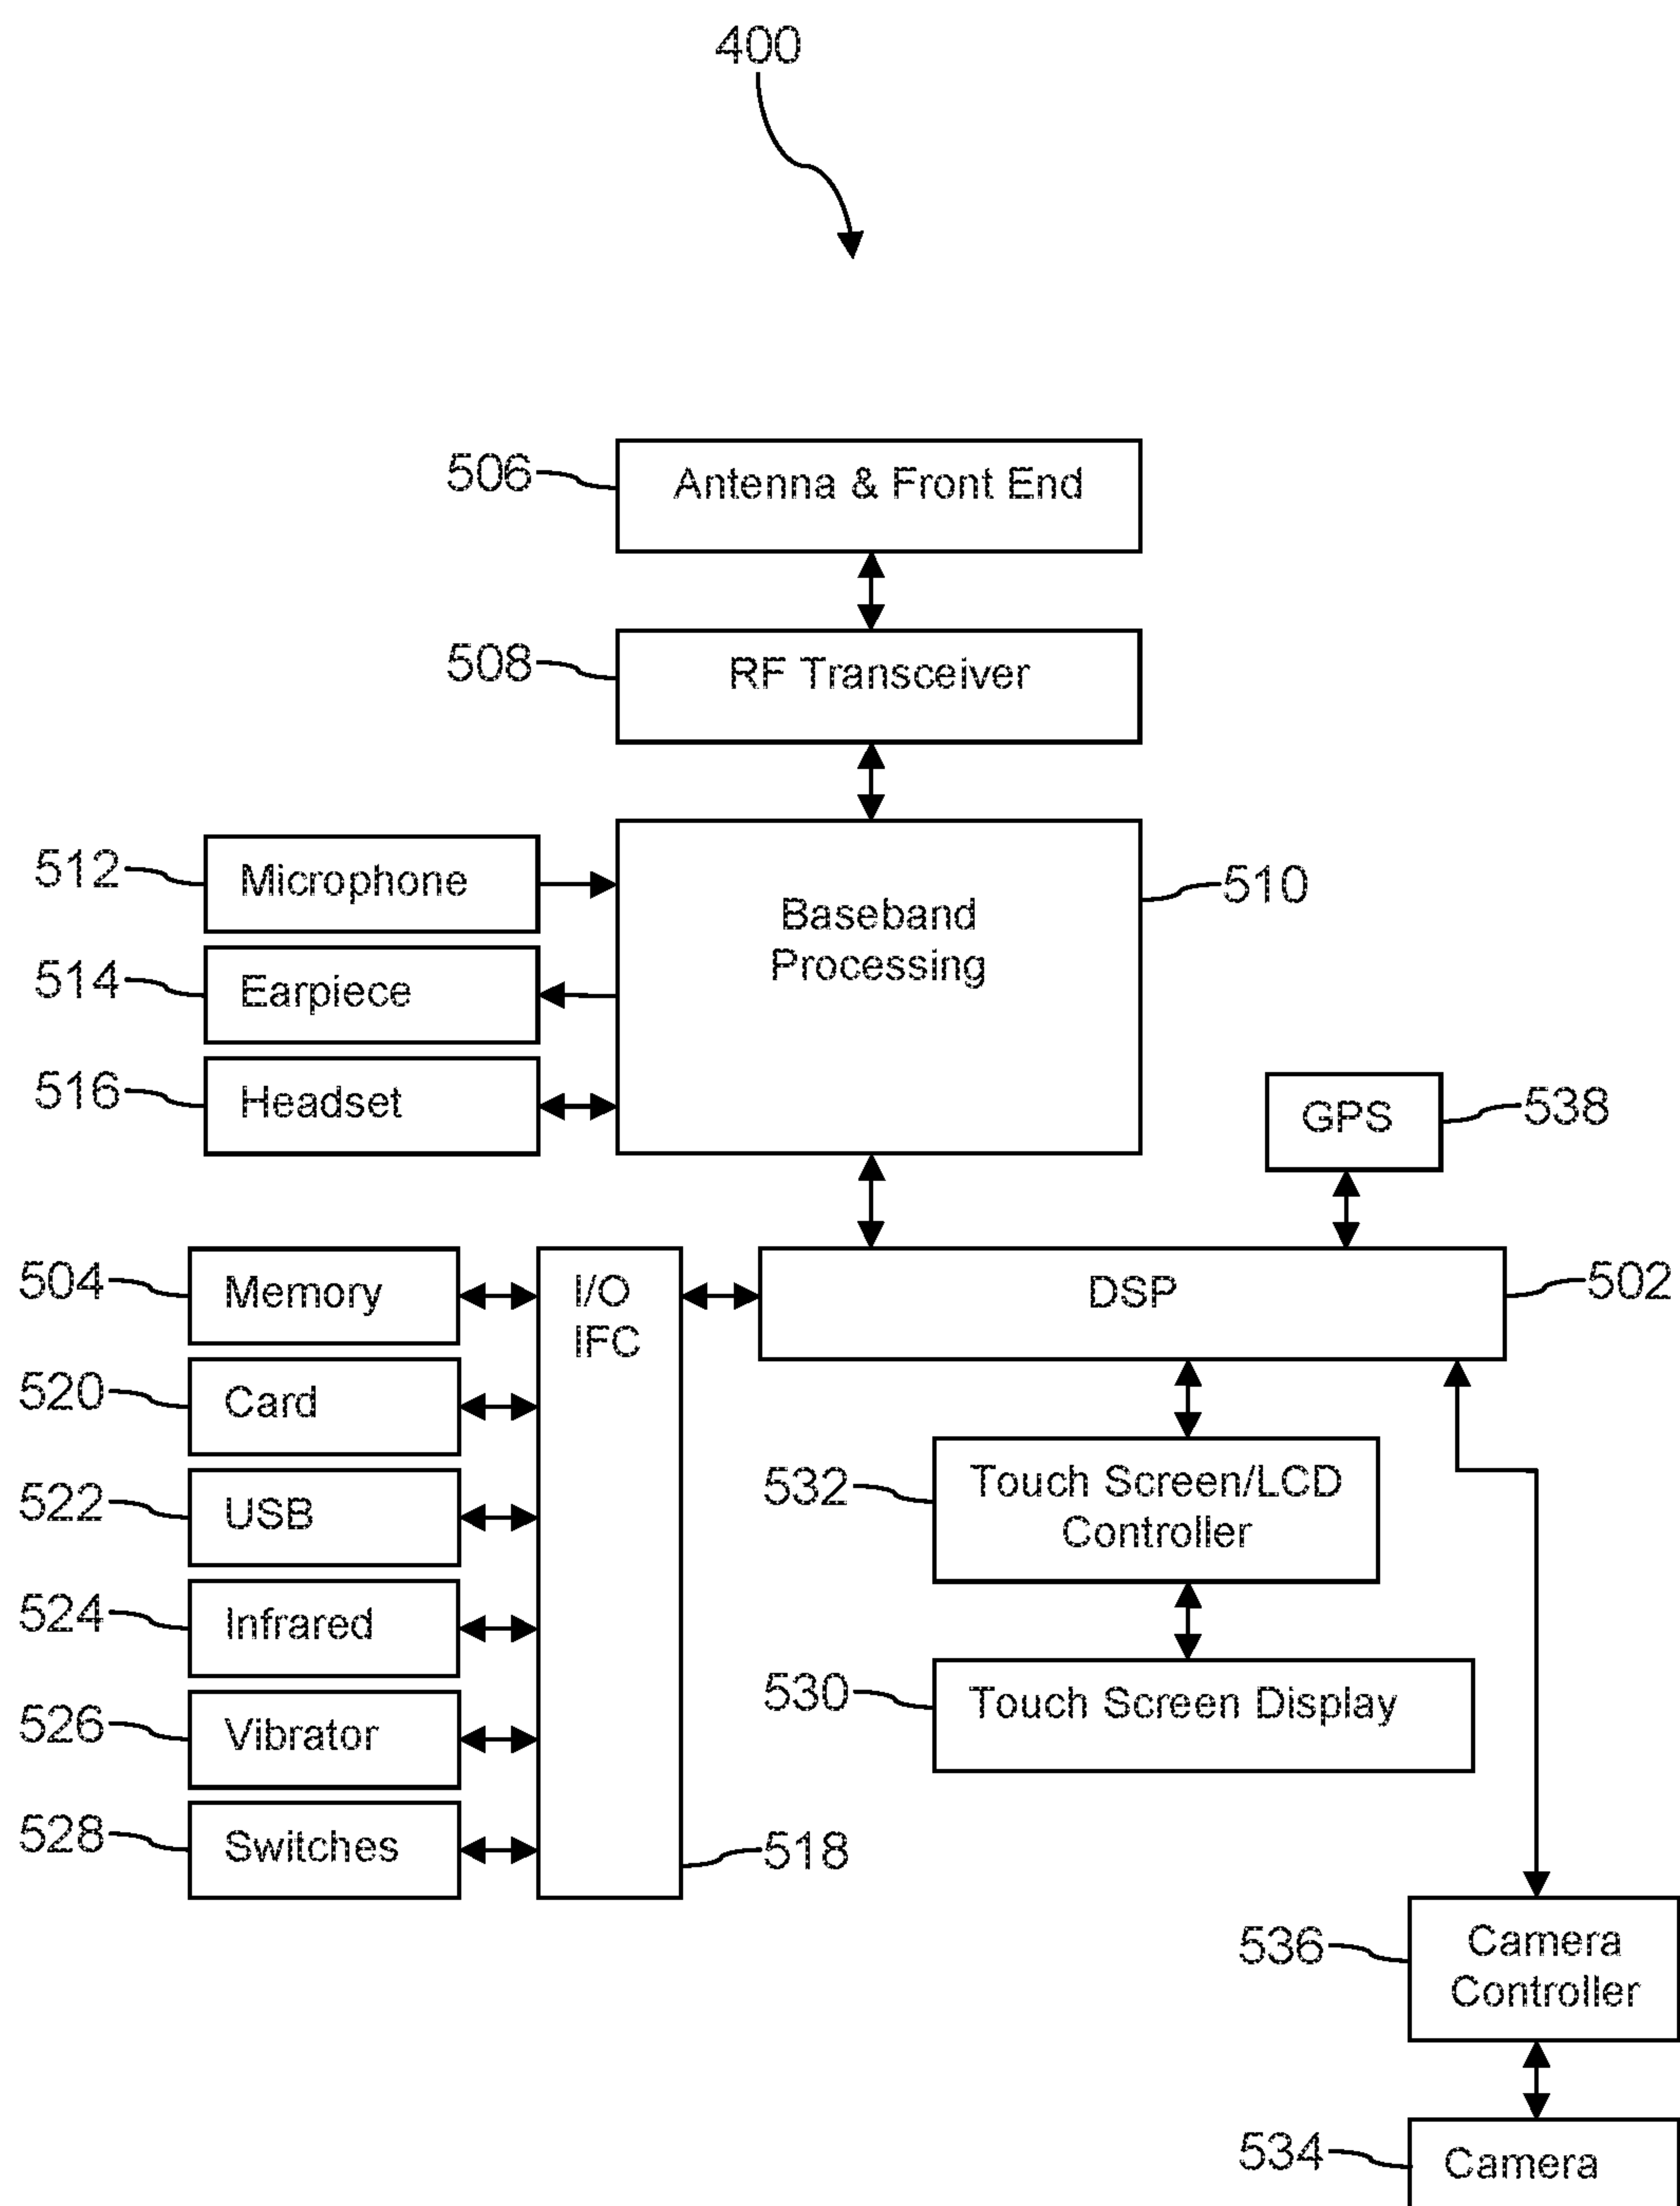 400
506
Antenna & Front End
508
RF Transceiver
512
Microphone
Baseband
Processing
510
514
Earpiece
516
Headset
GPS
538
504
Memory
I/O
IFC
DSP
502
520
Card
522
USB
532
Touch Screen/LCD
Controller
524
Infrared
526
Vibrator
530
Touch Screen Display
528
Switches
518
536
Camera
Controller
534
Camera